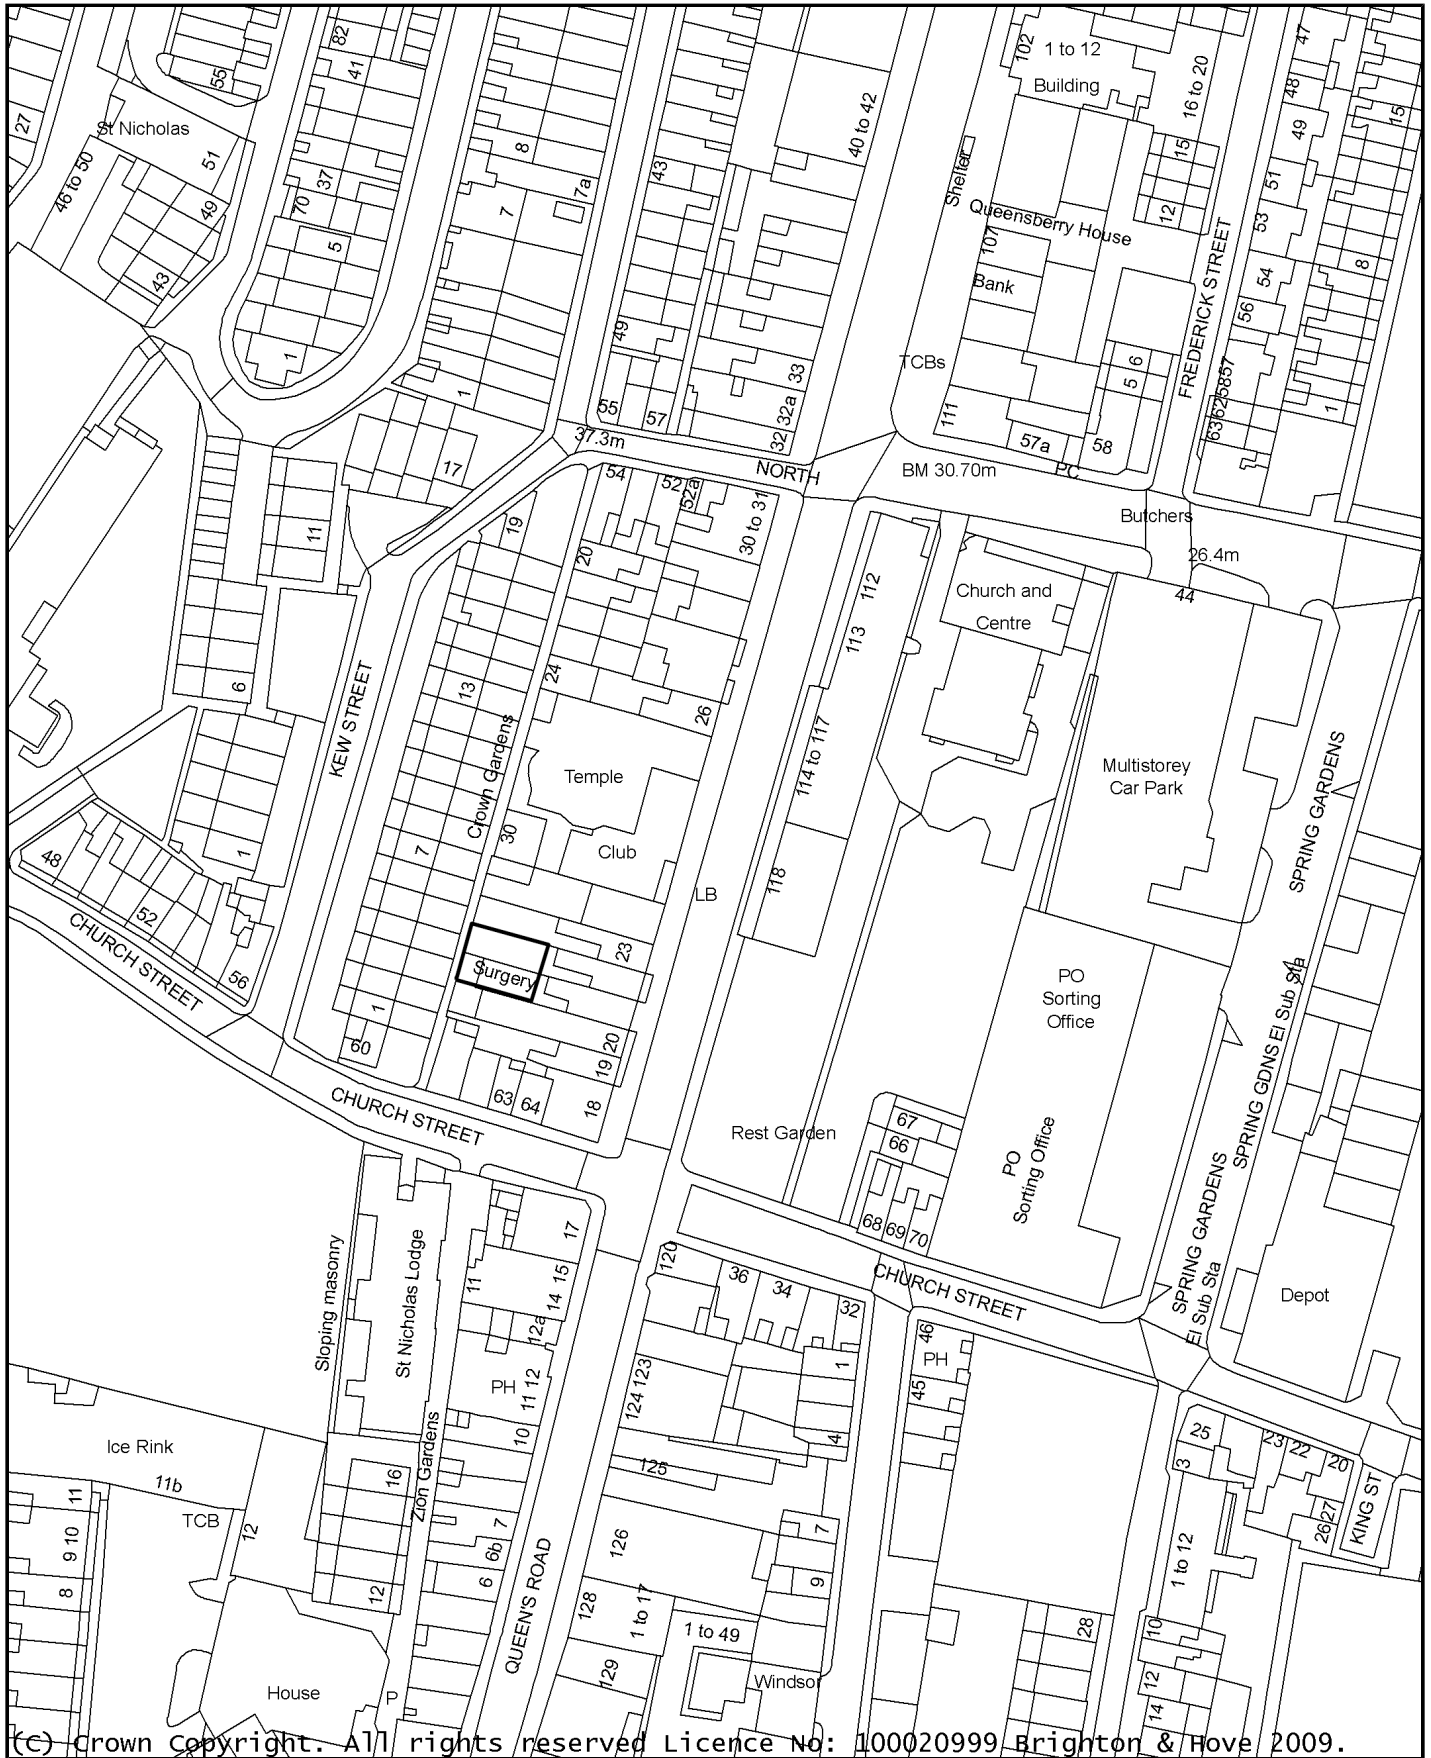 82
41
55
27
St Nicholas
51
46 to 50
49
43
37
70
5
1
8
7
7a
1
43
49
55
57
40 to 42
33
32a
32
102
1 to 12
Building
16 to 20
15
12
Shelter
Queensberry House
107
Bank
TCBs
111
6
5
57a
58
PC
FREDERICK STREET
47
48
49
51
53
54
56
57
58
62
63
15
8
1
37.3m
NORTH
BM 30.70m
Butchers
26.4m
17
11
19
54
52
52a
30 to 31
20
24
26
13
6
KEW STREET
Crown Gardens
Temple
30
Club
7
1
48
52
56
CHURCH STREET
LB
23
Surgery
1
60
20
19
63
64
18
CHURCH STREET
112
113
114 to 117
118
Church and
Centre
44
Multistorey
Car Park
SPRING GARDENS
PO
Sorting
Office
El Sub Sta
SPRING GDNS
PO
Sorting Office
Rest Garden
67
66
68
69
70
CHURCH STREET
SPRING GARDENS
El Sub Sta
Depot
Sloping masonry
St Nicholas Lodge
17
15
14
11
12a
PH
12
11
10
Zion Gardens
16
12
7
6b
6
QUEEN'S ROAD
120
36
34
32
1
4
123
124
125
126
7
9
128
1 to 17
129
1 to 49
Windsor
46
PH
45
28
25
23
22
20
3
27
26
KING ST
1 to 12
10
12
14
Ice Rink
11b
TCB
12
11
10
9
8
House
P
(C) Crown Copyright. All rights reserved Licence No: 100020999 Brighton & Hove 2009.